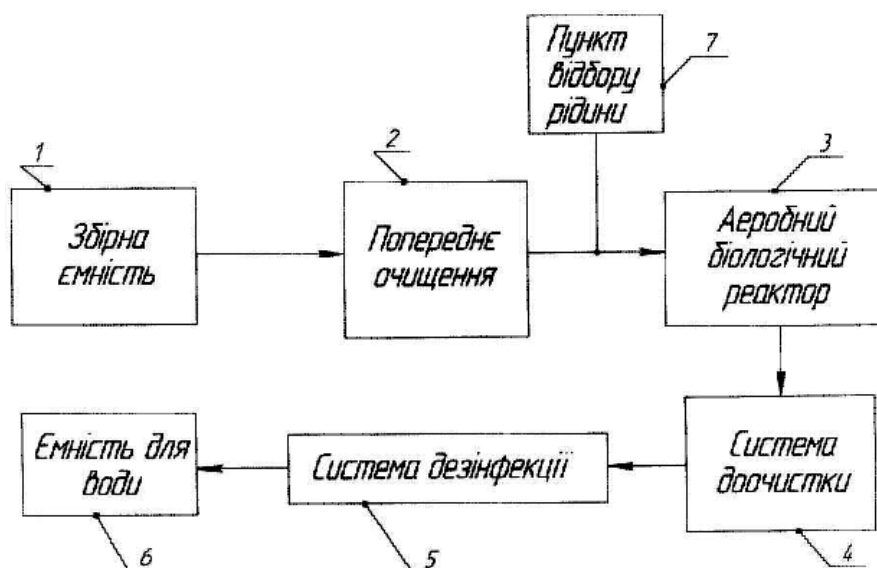 Пункт
відбору
рідини
7
1
2
3
Збірна
ємність
Попереднє
очищення
Аеробний
біологічний
реактор
Ємність для
води
Система дезінфекції
Система
доочистки
6
5
4